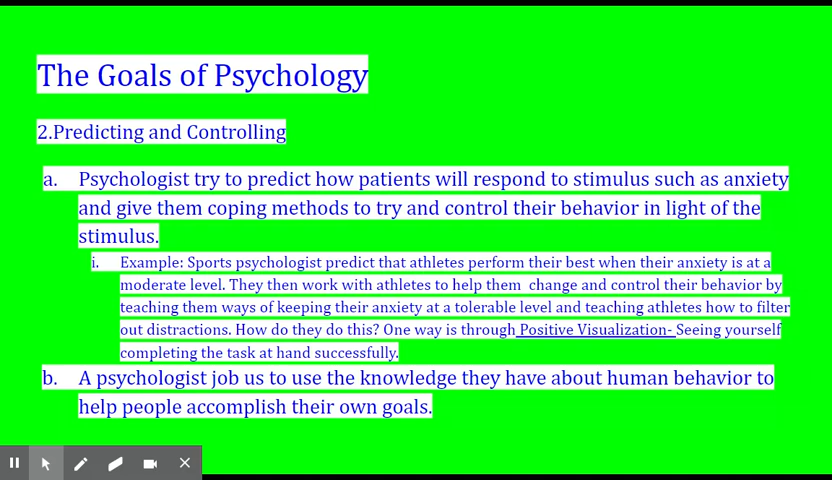 The Goals of Psychology
2.Predicting and Controlling
a. Psychologist try to predict how patients will respond to stimulus such as anxiety
and give them coping methods to try and control their behavior in light of the
stimulus.
i. Example: Sports psychologist predict that athletes perform their best when their anxiety is at a
moderate level. They then work with athletes to help them change and control their behavior by
teaching them ways of keeping their anxiety at a tolerable level and teaching athletes how to filter
out distractions. How do they do this? One way is through Positive Visualization- Seeing yourself
completing the task at hand successfully.
b. A psychologist job us to use the knowledge they have about human behavior to
help people accomplish their own goals.